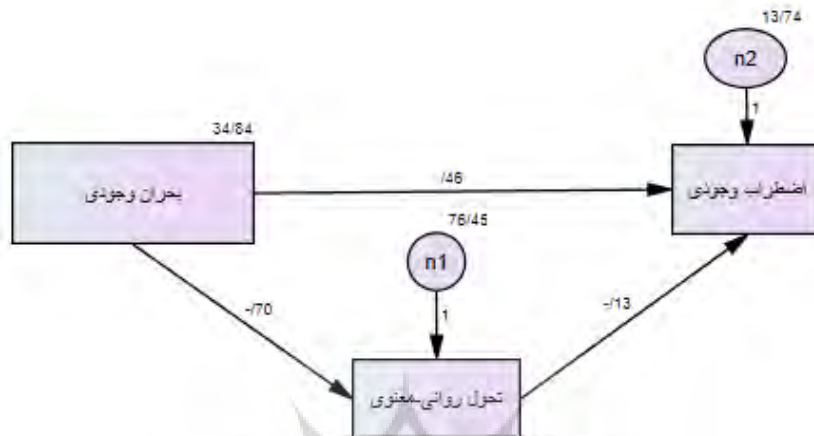 13/74
n2
1
34/84
بحران وجودی
/46
اضطراب وجودی
76/45
n1
1
-/70
-/13
تحول روانی-معنوی